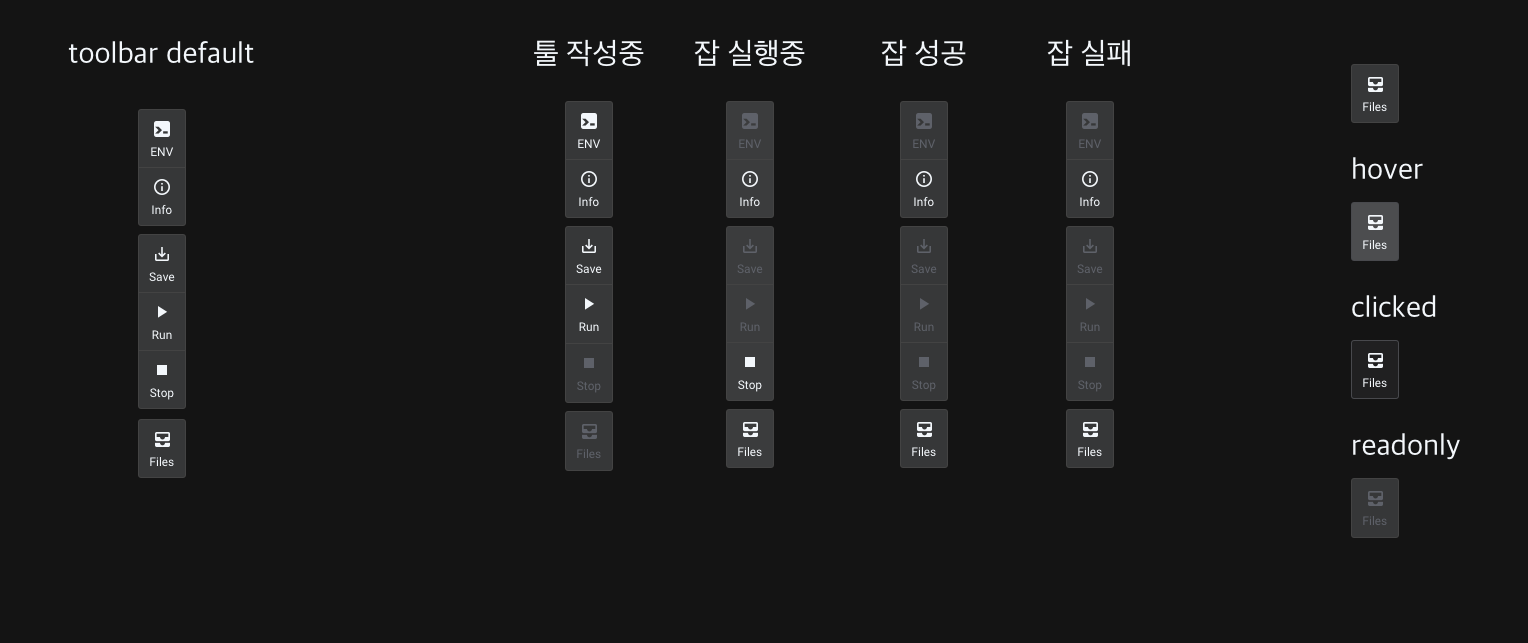 toolbar default
ENV
Info
Save
Run
Stop
Files
툴 작성중
ENV
Info
Save
Run
Stop
Files
잡 실행중
ENV
Info
Save
Run
Stop
Files
잡 성공
ENV
Info
Save
Run
Stop
Files
잡 실패
ENV
Info
Save
Run
Stop
Files
Files
hover
Files
clicked
Files
readonly
Files